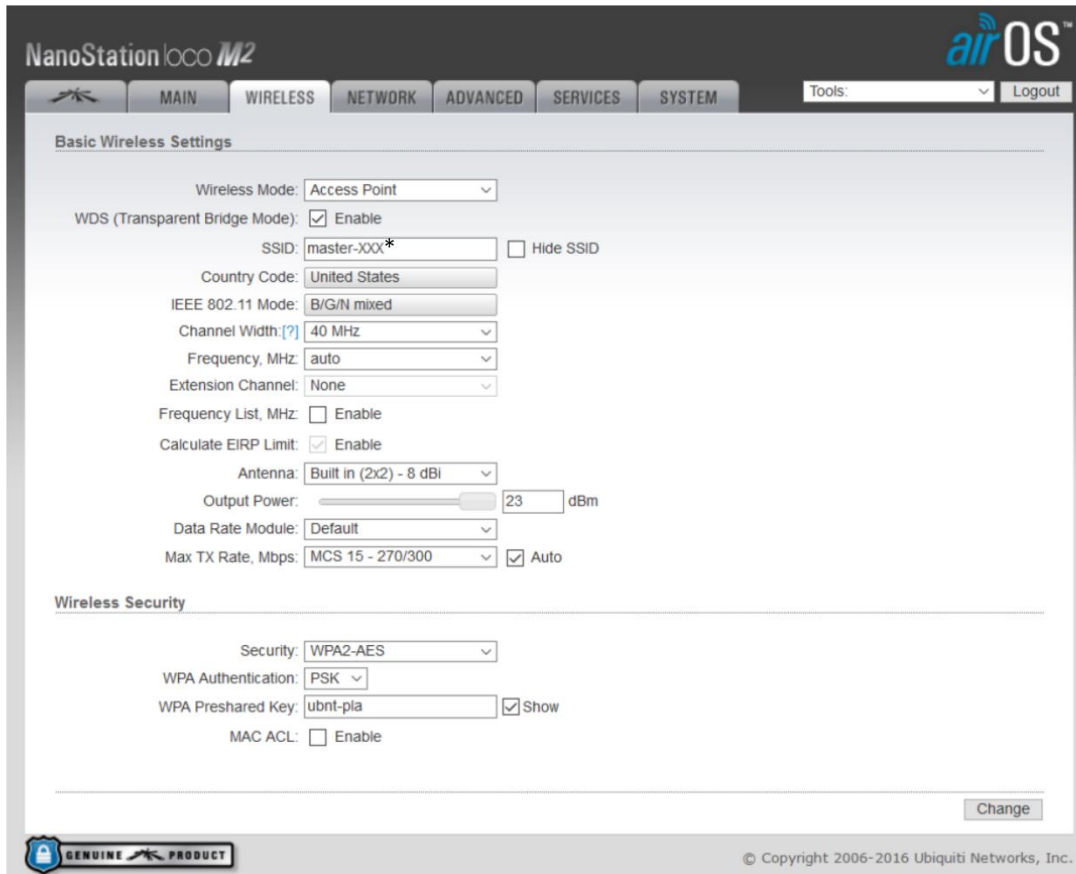 NanoStation loco M2
airOS™
MAIN WIRELESS NETWORK ADVANCED SERVICES SYSTEM Tools: Logout
Basic Wireless Settings
Wireless Mode: Access Point
WDS (Transparent Bridge Mode): Enable
SSID: master-XXX* Hide SSID
Country Code: United States
IEEE 802.11 Mode: B/G/N mixed
Channel Width:[?] 40 MHz
Frequency, MHz: auto
Extension Channel: None
Frequency List, MHz: Enable
Calculate EIRP Limit: Enable
Antenna: Built in (2x2) - 8 dBi
Output Power: 23 dBm
Data Rate Module: Default
Max TX Rate, Mbps: MCS 15 - 270/300 Auto
Wireless Security
Security: WPA2-AES
WPA Authentication: PSK
WPA Preshared Key: ubnt-pla Show
MAC ACL: Enable
Change
GENUINE PRODUCT
© Copyright 2006-2016 Ubiquiti Networks, Inc.